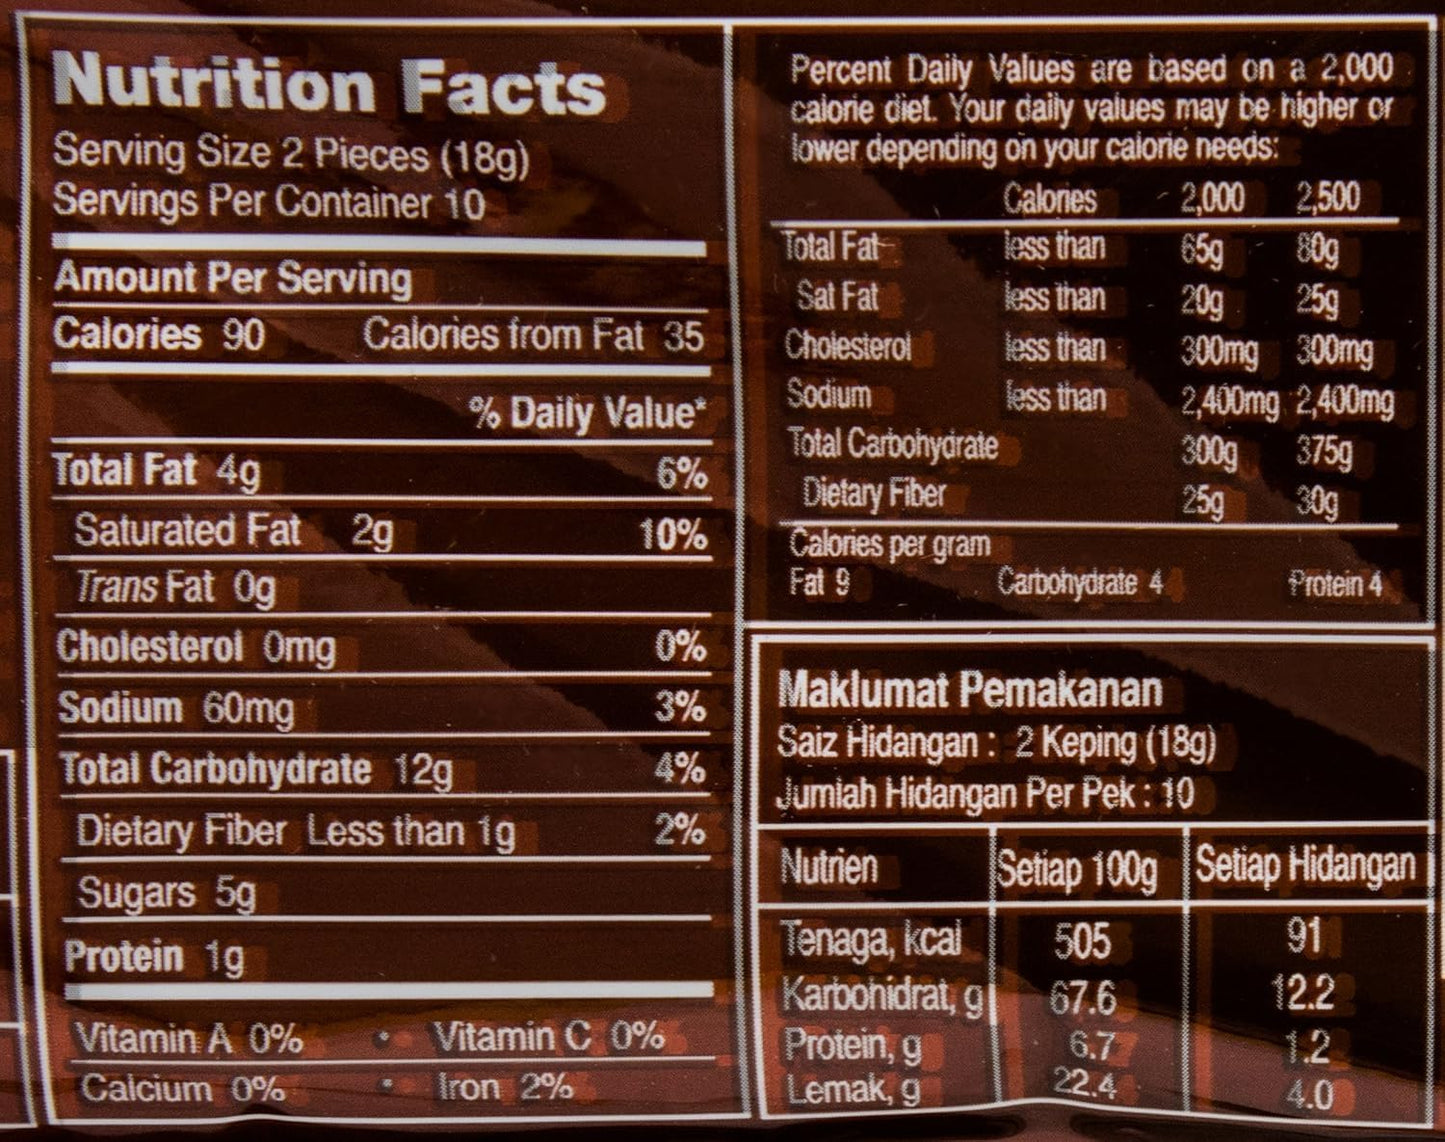 Nutrition Facts
Serving Size 2 Pieces (18g)
Servings Per Container 10
Amount Per Serving
Calories 90 Calories from Fat 35
% Daily Value*
Total Fat 4g 6%
Saturated Fat 2g 10%
Trans Fat 0g
Cholesterol 0mg 0%
Sodium 60mg 3%
Total Carbohydrate 12g 4%
Dietary Fiber Less than 1g 2%
Sugars 5g
Protein 1g
Vitamin A 0% • Vitamin C 0%
Calcium 0% • Iron 2%
Percent Daily Values are based on a 2,000
calorie diet. Your daily values may be higher or
lower depending on your calorie needs:
Calories 2,000 2,500
Total Fat less than 65g 80g
Sat Fat less than 20g 25g
Cholesterol less than 300mg 300mg
Sodium less than 2,400mg 2,400mg
Total Carbohydrate 300g 375g
Dietary Fiber 25g 30g
Calories per gram
Fat 9 Carbohydrate 4 Protein 4
Maklumat Pemakanan
Saiz Hidangan : 2 Keping (18g)
Jumlah Hidangan Per Pek : 10
Nutrien Setiap 100g Setiap Hidangan
Tenaga, kcal 505 91
Karbohidrat, g 67.6 12.2
Protein, g 6.7 1.2
Lemak, g 22.4 4.0